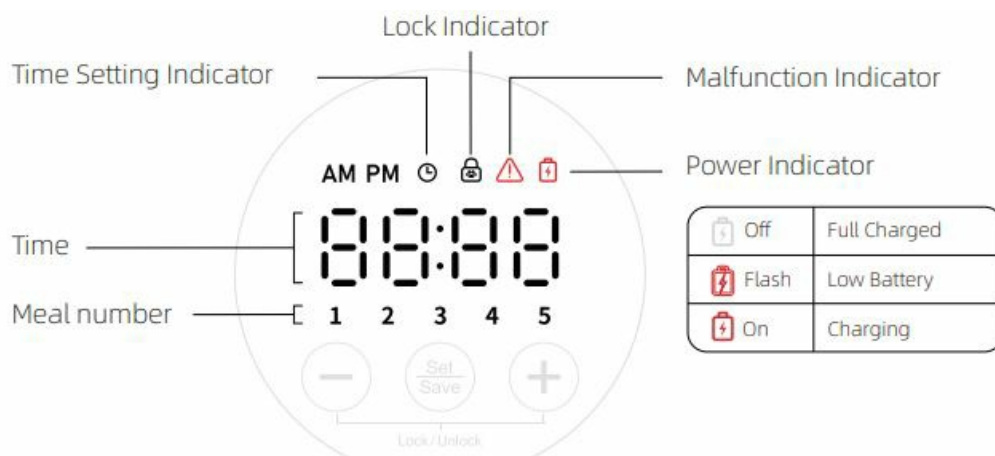 Lock Indicator
Time Setting Indicator
Malfunction Indicator
AM PM
Power Indicator
Off Full Charged
Flash Low Battery
On Charging
Time
88:88
Meal number
1 2 3 4 5
Set
Save
Lock/Unlock